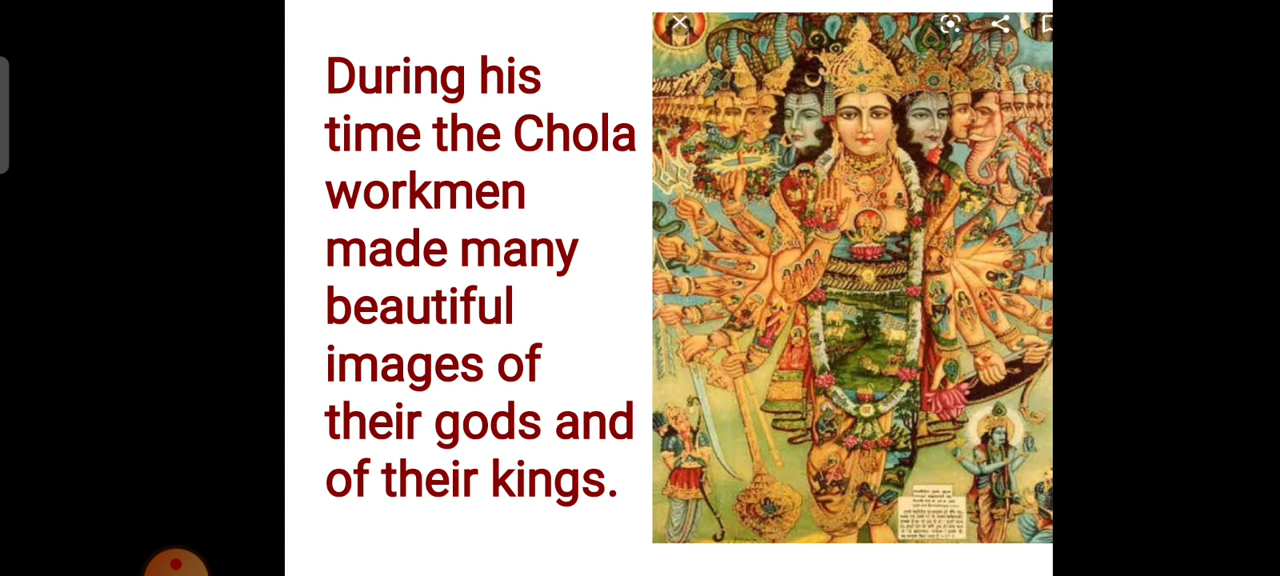 During his
time the Chola
workmen
made many
beautiful
images of
their gods and
of their kings.